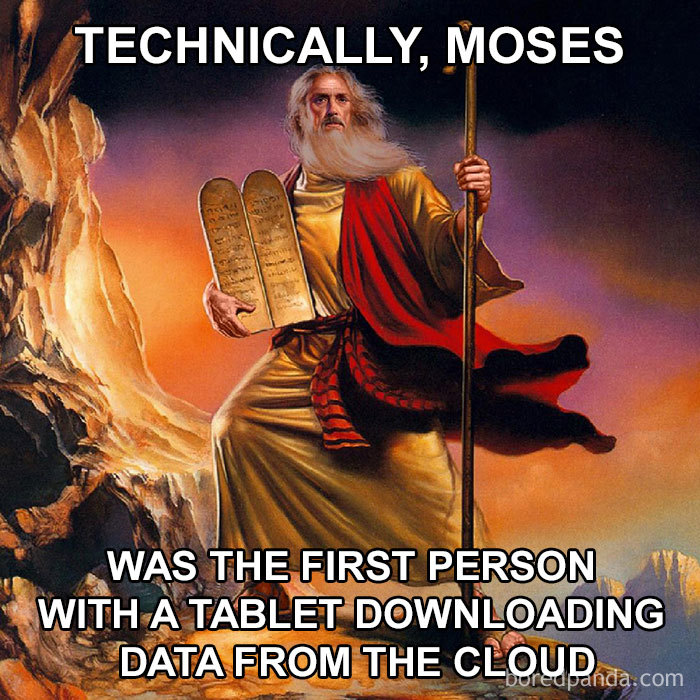 TECHNICALLY, MOSES
WAS THE FIRST PERSON
WITH A TABLET DOWNLOADING
DATA FROM THE CLOUD
boredpanda.com